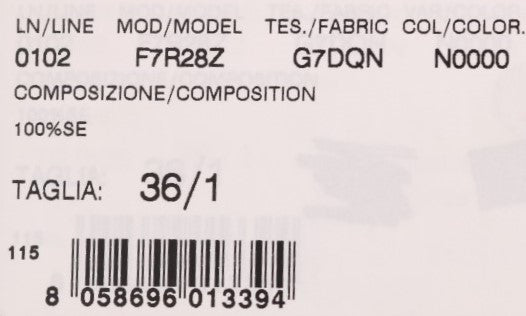 LN/LINE MOD/MODEL TES./FABRIC COL/COLOR.
0102 F7R28Z G7DQN N0000
COMPOSIZIONE/COMPOSITION
100%SE
TAGLIA: 36/1
115
8 058696 013394